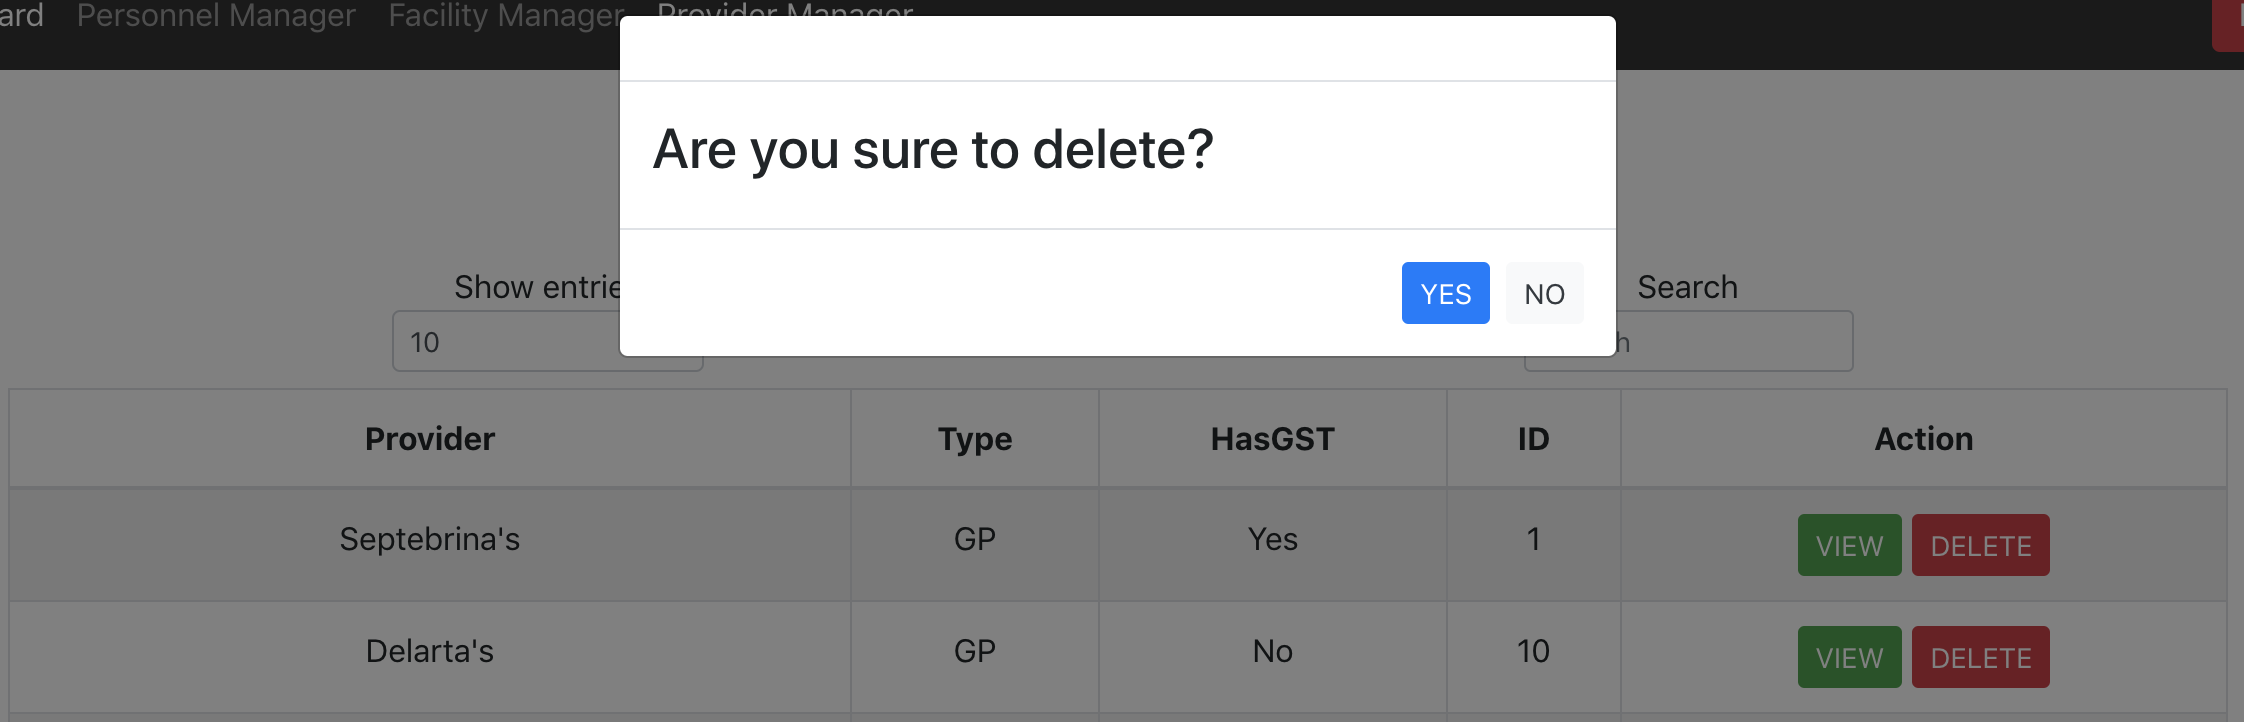 ard Personnel Manager Facility Manager Provider Manager
Are you sure to delete?
YES NO
Show entrie Search
10 h
Provider Type HasGST ID Action
Septebrina's GP Yes 1 VIEW DELETE
Delarta's GP No 10 VIEW DELETE